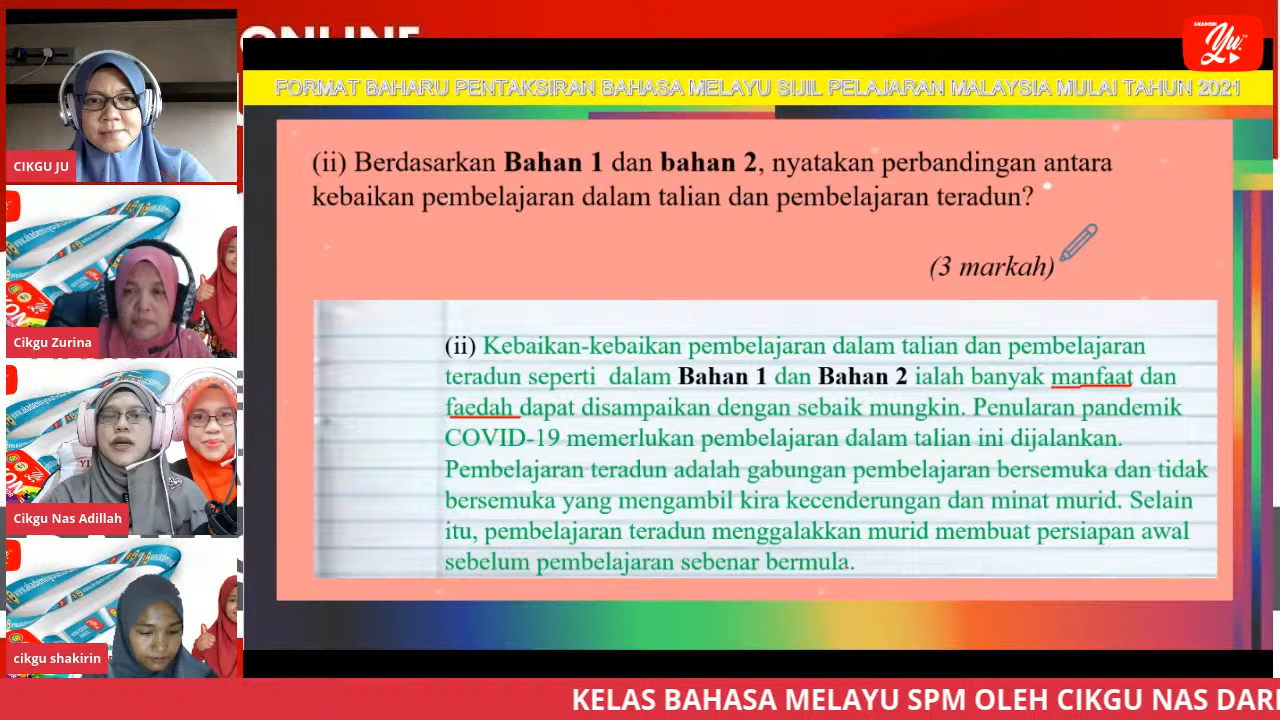 ONLINE
AKADEMI
Yu.
FORMAT BAHARU PENTAKSIRAN BAHASA MELAYU SIJIL PELAJARAN MALAYSIA MULAI TAHUN 2021
(ii) Berdasarkan Bahan 1 dan bahan 2, nyatakan perbandingan antara
kebaikan pembelajaran dalam talian dan pembelajaran teradun?
(3 markah)
(ii) Kebaikan-kebaikan pembelajaran dalam talian dan pembelajaran
teradun seperti dalam Bahan 1 dan Bahan 2 ialah banyak manfaat dan
faedah dapat disampaikan dengan sebaik mungkin. Penularan pandemik
COVID-19 memerlukan pembelajaran dalam talian ini dijalankan.
Pembelajaran teradun adalah gabungan pembelajaran bersemuka dan tidak
bersemuka yang mengambil kira kecenderungan dan minat murid. Selain
itu, pembelajaran teradun menggalakkan murid membuat persiapan awal
sebelum pembelajaran sebenar bermula.
CIKGU JU
Cikgu Zurina
Cikgu Nas Adillah
cikgu shakirin
KELAS BAHASA MELAYU SPM OLEH CIKGU NAS DARI